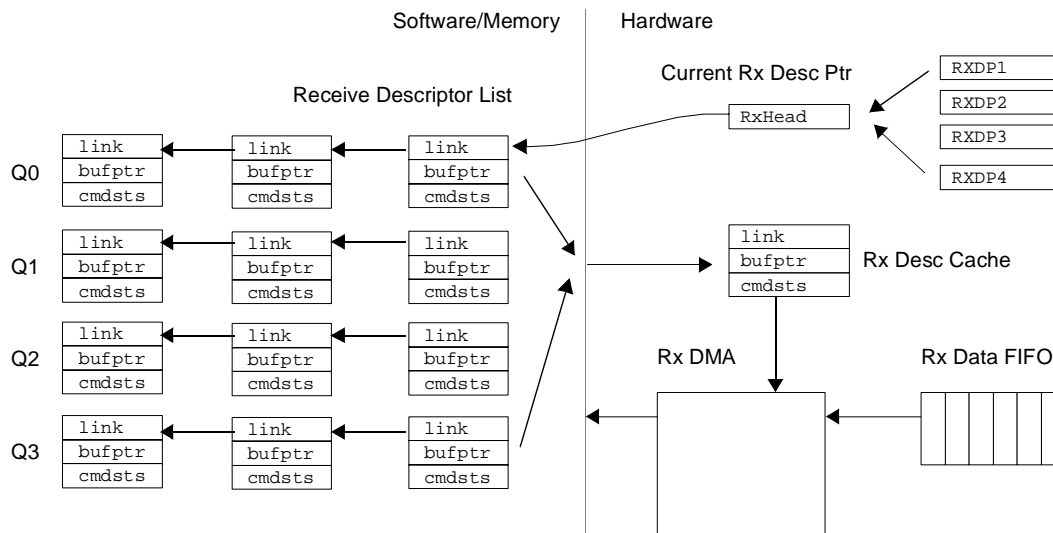 Software/Memory Hardware
Current Rx Desc Ptr
RXDP1
RXDP2
RXDP3
RXDP4
RxHead
Receive Descriptor List
Q0
link link link
bufptr bufptr bufptr
cmdsts cmdsts cmdsts
Q1
link link link
bufptr bufptr bufptr
cmdsts cmdsts cmdsts
Q2
link link link
bufptr bufptr bufptr
cmdsts cmdsts cmdsts
Q3
link link link
bufptr bufptr bufptr
cmdsts cmdsts cmdsts
link
bufptr
cmdsts
Rx Desc Cache
Rx DMA
Rx Data FIFO